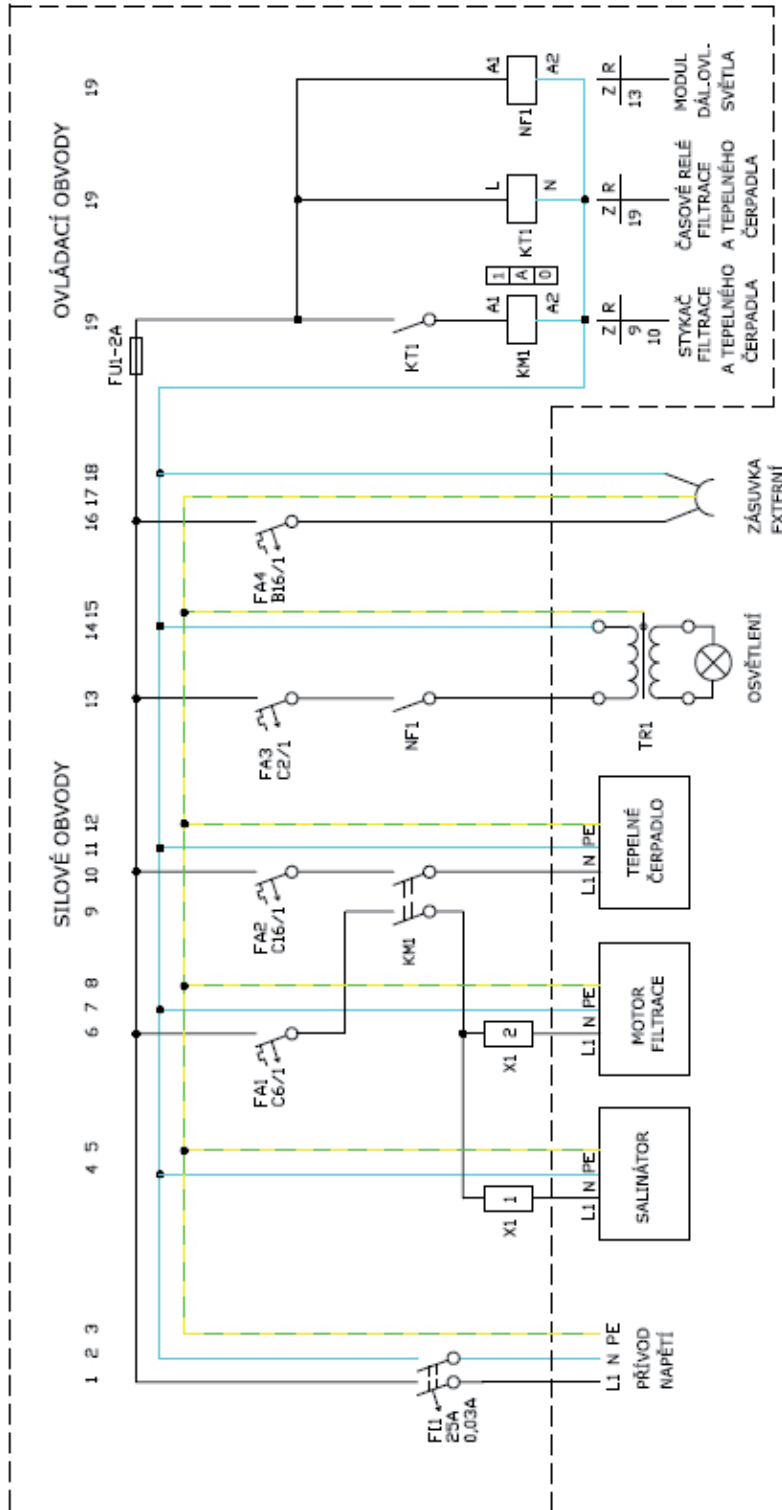 SILOVÉ OBVODY
OVLÁDACÍ OBVODY
1 2 3
4 5
6 7 8
9 10 11 12
13 14 15
16 17 18
19
19
19
FU1-2A
FI1
25A
0,03A
FA1
C6/1
FA2
C16/1
FA3
C2/1
FA4
B16/1
KM1
NF1
KT1
X1 1
X1 2
TR1
A1
KM1
A2
1 A 0
L
KT1
N
A1
NF1
A2
L1 N PE
PŘÍVOD
NAPĚTÍ
L1 N PE
SALINÁTOR
L1 N PE
MOTOR
FILTRACE
L1 N PE
TEPELNÉ
ČERPADLO
OSVĚTLENÍ
ZÁSUVKA
EXTERNÍ
Z R
9
10
STYKAČ
FILTRACE
A TEPELNÉHO
ČERPADLA
Z R
19
ČASOVÉ RELÉ
FILTRACE
A TEPELNÉHO
ČERPADLA
Z R
13
MODUL
DÁL.OVL-
SVĚTLA